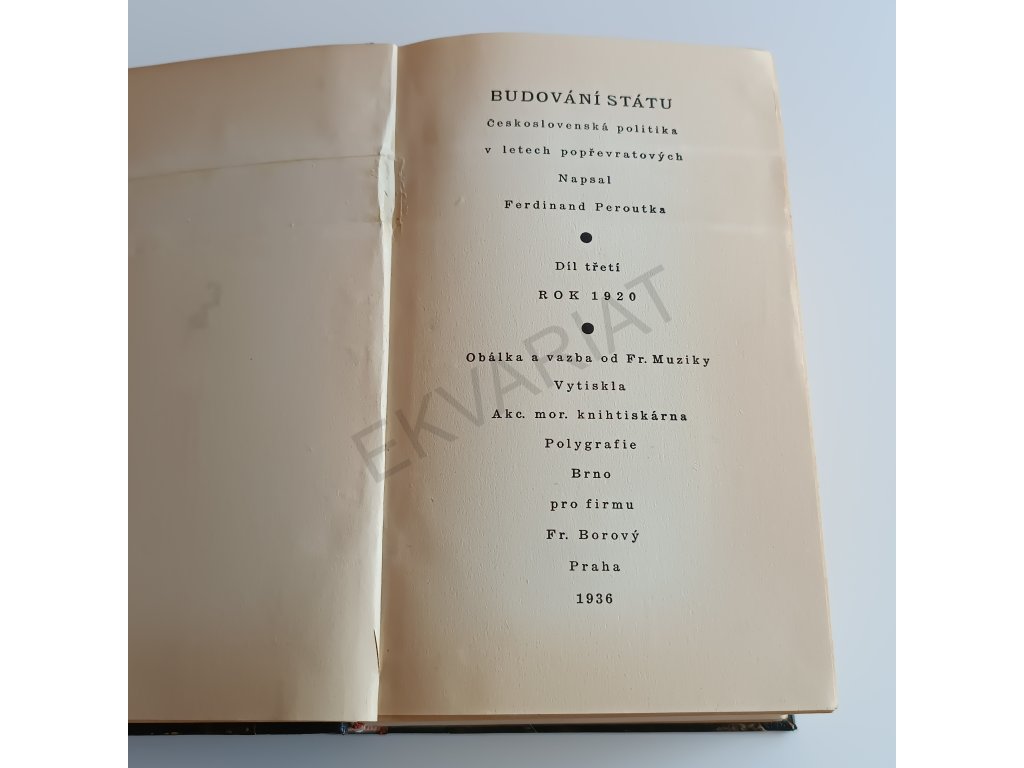 BUDOVÁNÍ STÁTU
Československá politika
v letech popřevratových
Napsal
Ferdinand Peroutka
Díl třetí
ROK 1920
Obálka a vazba od Fr. Muziky
Vytiskla
Akc. mor. knihtiskárna
Polygrafie
Brno
pro firmu
Fr. Borový
Praha
1936
EKVARIAT